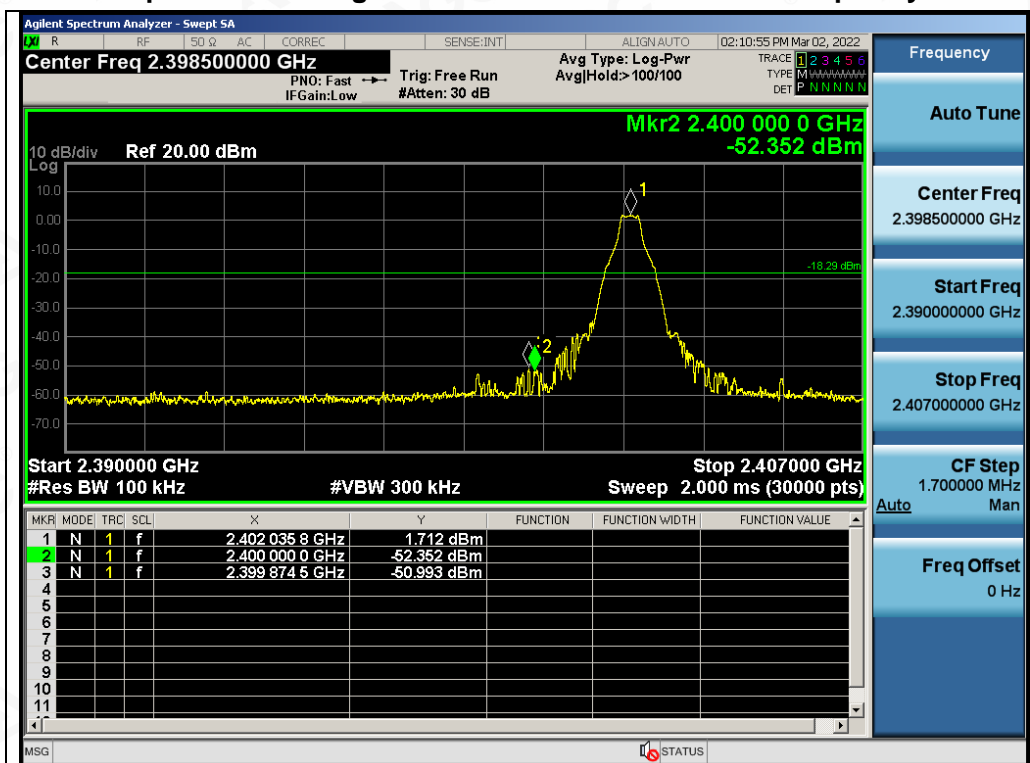 Agilent Spectrum Analyzer - Swept SA
LXI R RF 50 Ω AC CORREC SENSE:INT ALIGN AUTO 02:10:55 PM Mar 02, 2022
Center Freq 2.398500000 GHz
PNO: Fast
IFGain:Low
Trig: Free Run
#Atten: 30 dB
Avg Type: Log-Pwr
Avg|Hold:>100/100
TRACE 1 2 3 4 5 6
TYPE M WWWWW
DET P N N N N N
Mkr2 2.400 000 0 GHz
-52.352 dBm
10 dB/div Ref 20.00 dBm
Log
10.0
0.00
-10.0
-20.0
-30.0
-40.0
-50.0
-60.0
-70.0
1
-18.29 dBm
2
Start 2.390000 GHz Stop 2.407000 GHz
#Res BW 100 kHz #VBW 300 kHz Sweep 2.000 ms (30000 pts)
MKR MODE TRC SCL X Y FUNCTION FUNCTION WIDTH FUNCTION VALUE
1 N 1 f 2.402 035 8 GHz 1.712 dBm
2 N 1 f 2.400 000 0 GHz -52.352 dBm
3 N 1 f 2.399 874 5 GHz -50.993 dBm
4
5
6
7
8
9
10
11
MSG STATUS
Frequency
Auto Tune
Center Freq
2.398500000 GHz
Start Freq
2.390000000 GHz
Stop Freq
2.407000000 GHz
CF Step
1.700000 MHz
Auto Man
Freq Offset
0 Hz